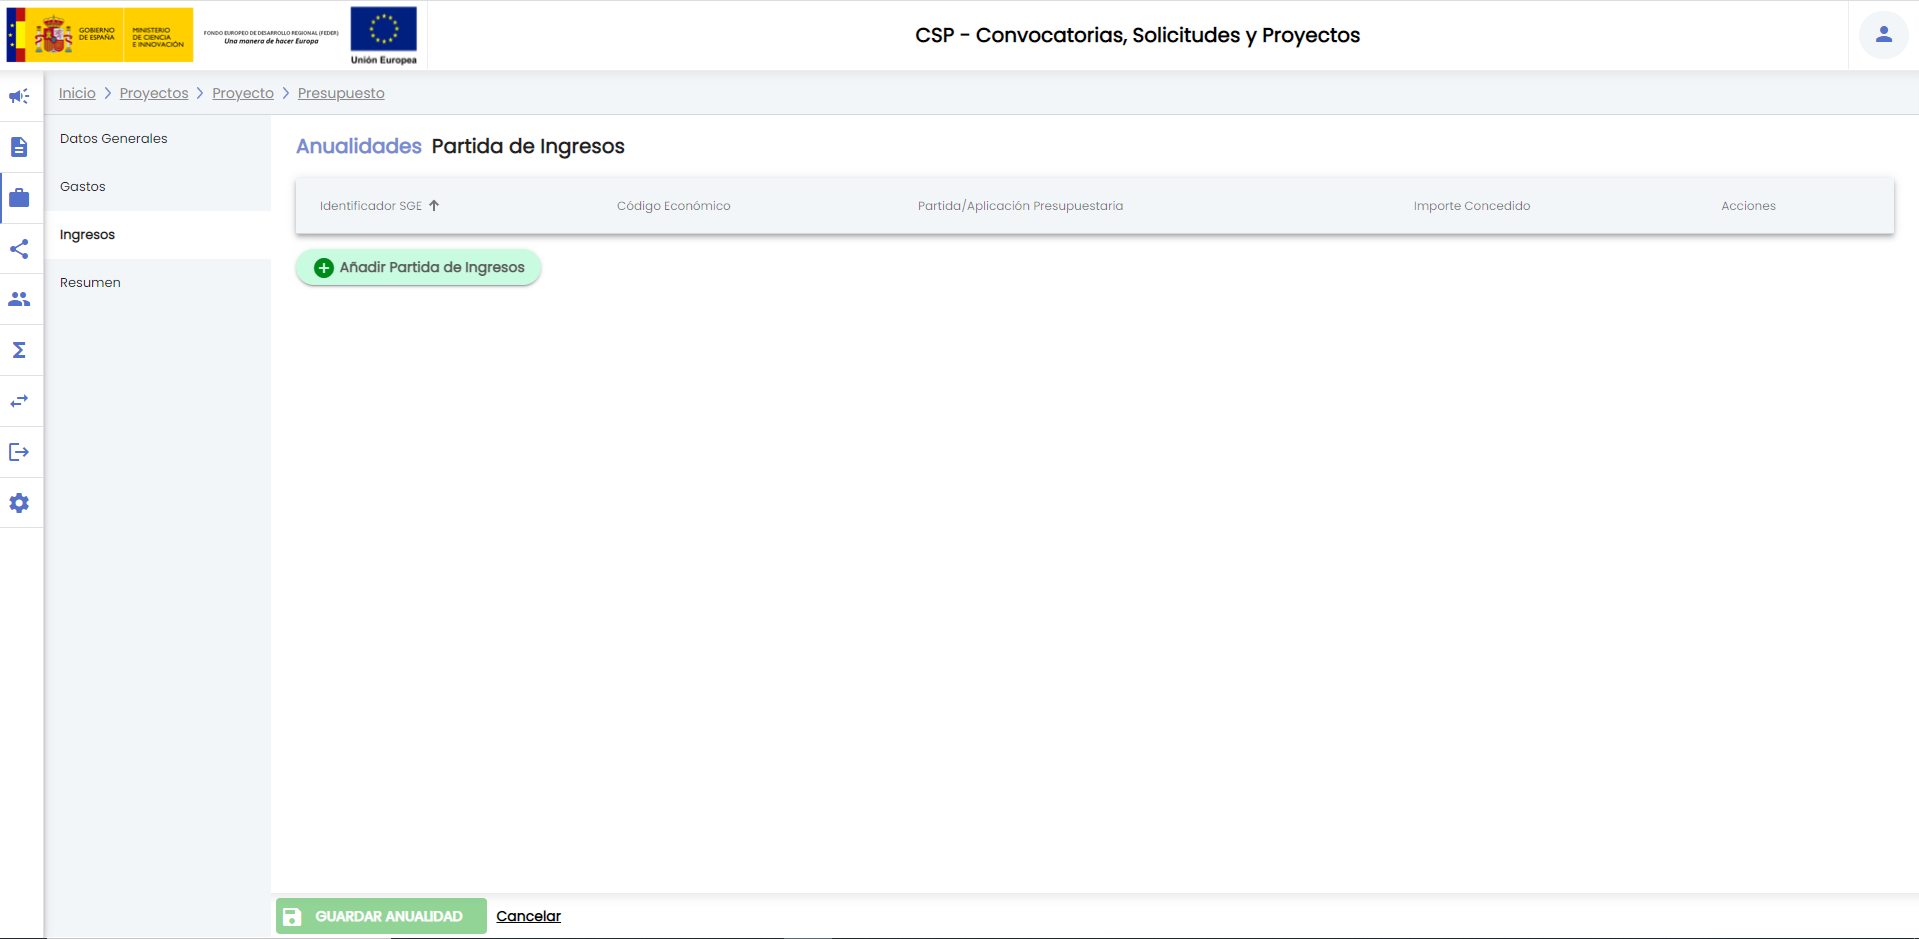 GOBIERNO
DE ESPAÑA
MINISTERIO
DE CIENCIA
E INNOVACIÓN
FONDO EUROPEO DE DESARROLLO REGIONAL (FEDER)
Una manera de hacer Europa
Unión Europea
CSP - Convocatorias, Solicitudes y Proyectos
Inicio > Proyectos > Proyecto > Presupuesto
Datos Generales
Gastos
Ingresos
Resumen
Anualidades Partida de Ingresos
Identificador SGE ↑ Código Económico Partida/Aplicación Presupuestaria Importe Concedido Acciones
Añadir Partida de Ingresos
GUARDAR ANUALIDAD Cancelar